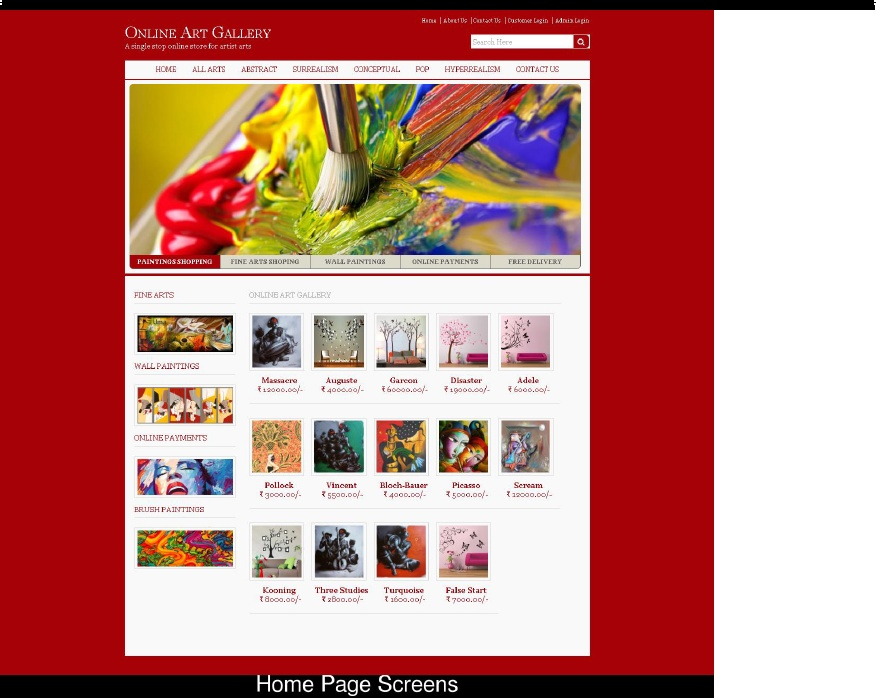 Home | About Us | Contact Us | Customer Login | Admin Login
ONLINE ART GALLERY
A single stop online store for artist arts
Search Here
HOME ALL ARTS ABSTRACT SURREALISM CONCEPTUAL POP HYPERREALISM CONTACT US
PAINTINGS SHOPPING FINE ARTS SHOPING WALL PAINTINGS ONLINE PAYMENTS FREE DELIVERY
FINE ARTS
WALL PAINTINGS
ONLINE PAYMENTS
BRUSH PAINTINGS
ONLINE ART GALLERY
Massacre Auguste Garcon Disaster Adele
₹ 12000.00/- ₹ 4000.00/- ₹ 60000.00/- ₹ 19000.00/- ₹ 6000.00/-
Pollock Vincent Bloch-Bauer Picasso Scream
₹ 3000.00/- ₹ 5500.00/- ₹ 4000.00/- ₹ 5000.00/- ₹ 12000.00/-
Kooning Three Studies Turquoise False Start
₹ 8000.00/- ₹ 2800.00/- ₹ 1600.00/- ₹ 7000.00/-
Home Page Screens